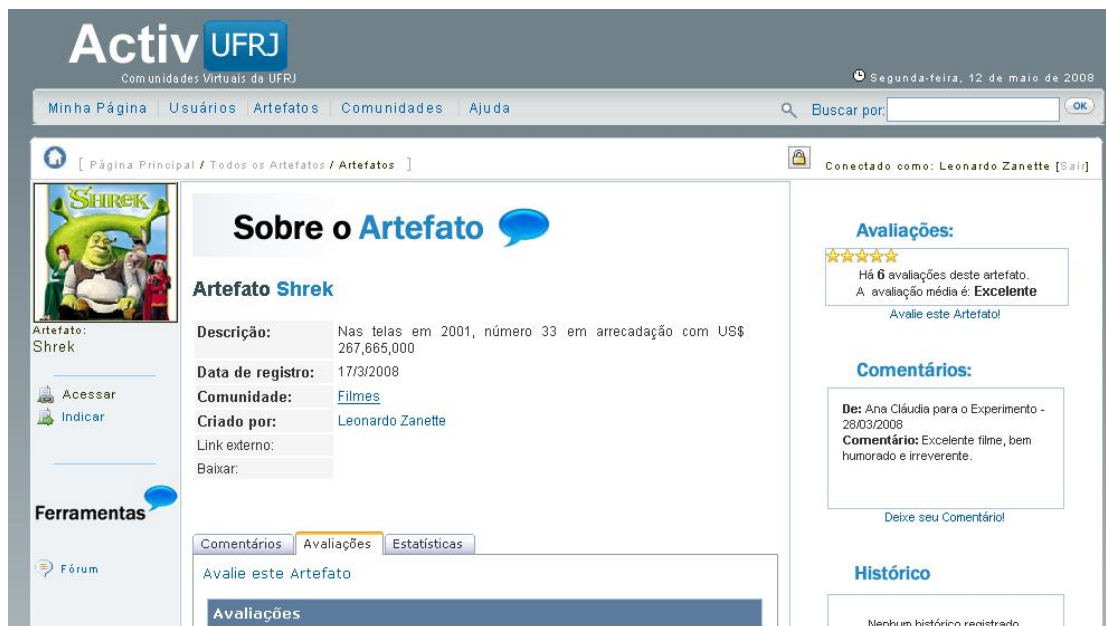 Activ UFRJ
Comunidades Virtuais da UFRJ
Segunda-feira, 12 de maio de 2008
Minha Página Usuários Artefatos Comunidades Ajuda
Buscar por: OK
[ Página Principal / Todos os Artefatos / Artefatos ]
Conectado como: Leonardo Zanette [Sair]
SHREK
Artefato:
Shrek
Acessar
Indicar
Ferramentas
Fórum
Sobre o Artefato
Artefato Shrek
Descrição: Nas telas em 2001, número 33 em arrecadação com US$
267,665,000
Data de registro: 17/3/2008
Comunidade: Filmes
Criado por: Leonardo Zanette
Link externo:
Baixar:
Comentários Avaliações Estatísticas
Avalie este Artefato
Avaliações
Avaliações:
Há 6 avaliações deste artefato.
A avaliação média é: Excelente
Avalie este Artefato!
Comentários:
De: Ana Cláudia para o Experimento -
28/03/2008
Comentário: Excelente filme, bem
humorado e irreverente.
Deixe seu Comentário!
Histórico
Nenhum histórico registrado